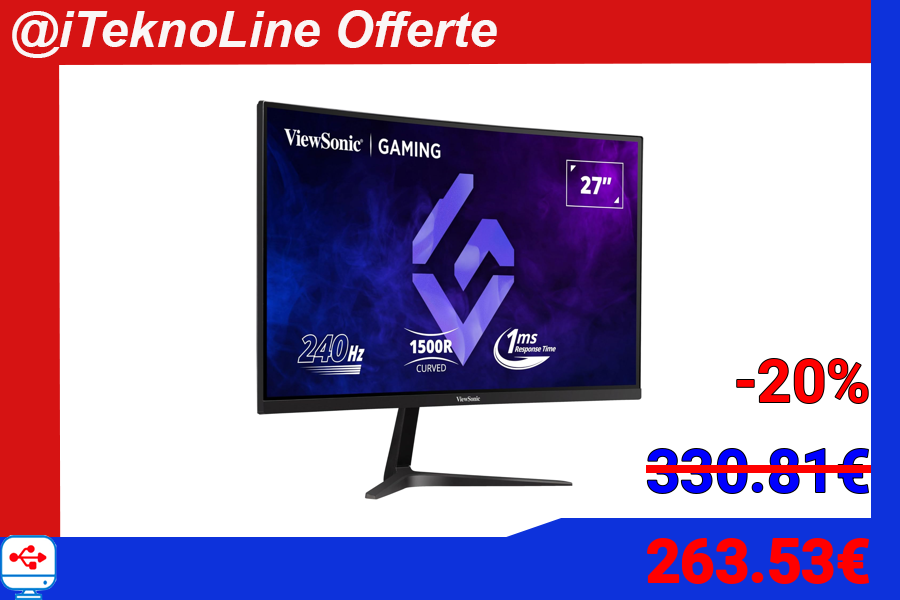 @iTeknoLine Offerte
ViewSonic® | GAMING
27"
240Hz
1500R
CURVED
1ms
Response Time
ViewSonic
-20%
330.81€
263.53€